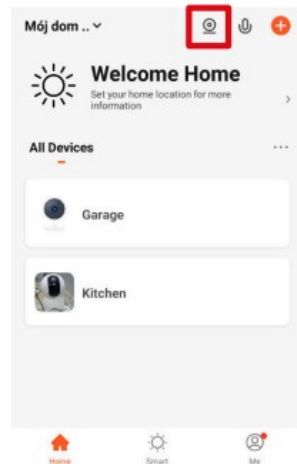 Mój dom ..
Welcome Home
Set your home location for more
information
All Devices
Garage
Kitchen
Home
Smart
Me